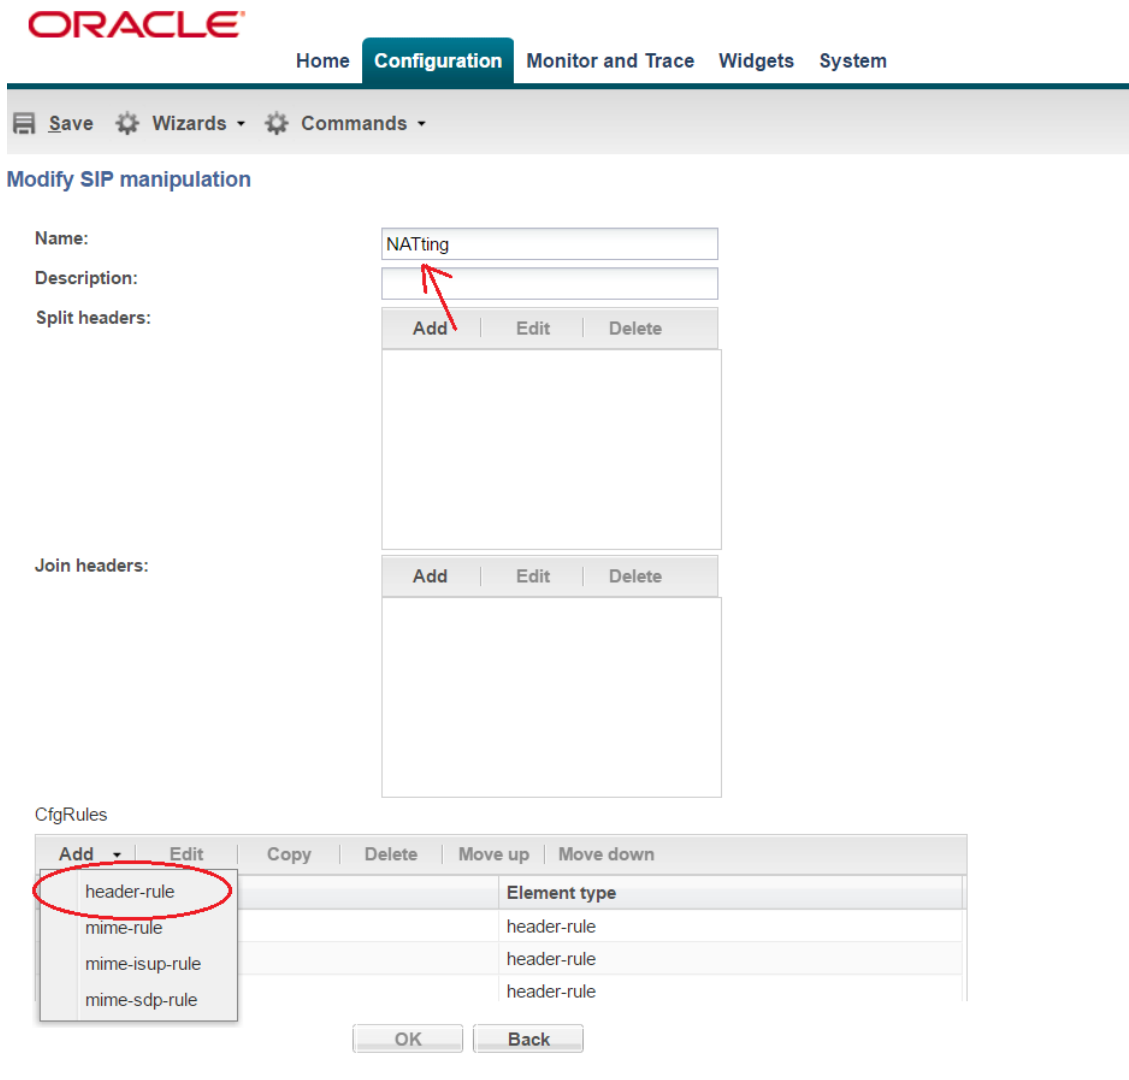 ORACLE
Home Configuration Monitor and Trace Widgets System
Save Wizards Commands
Modify SIP manipulation
Name: NATting
Description:
Split headers: Add Edit Delete
Join headers: Add Edit Delete
CfgRules
Add Edit Copy Delete Move up Move down
header-rule Element type
mime-rule header-rule
mime-isup-rule header-rule
mime-sdp-rule header-rule
OK Back